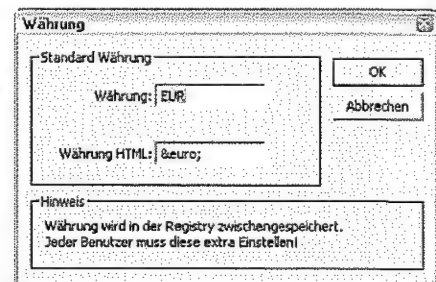 Währung
Standard Währung
OK
Währung: EUR
Abbrechen
Währung HTML: &euro;
Hinweis
Währung wird in der Registry zwischengespeichert.
Jeder Benutzer muss diese extra Einstellen!